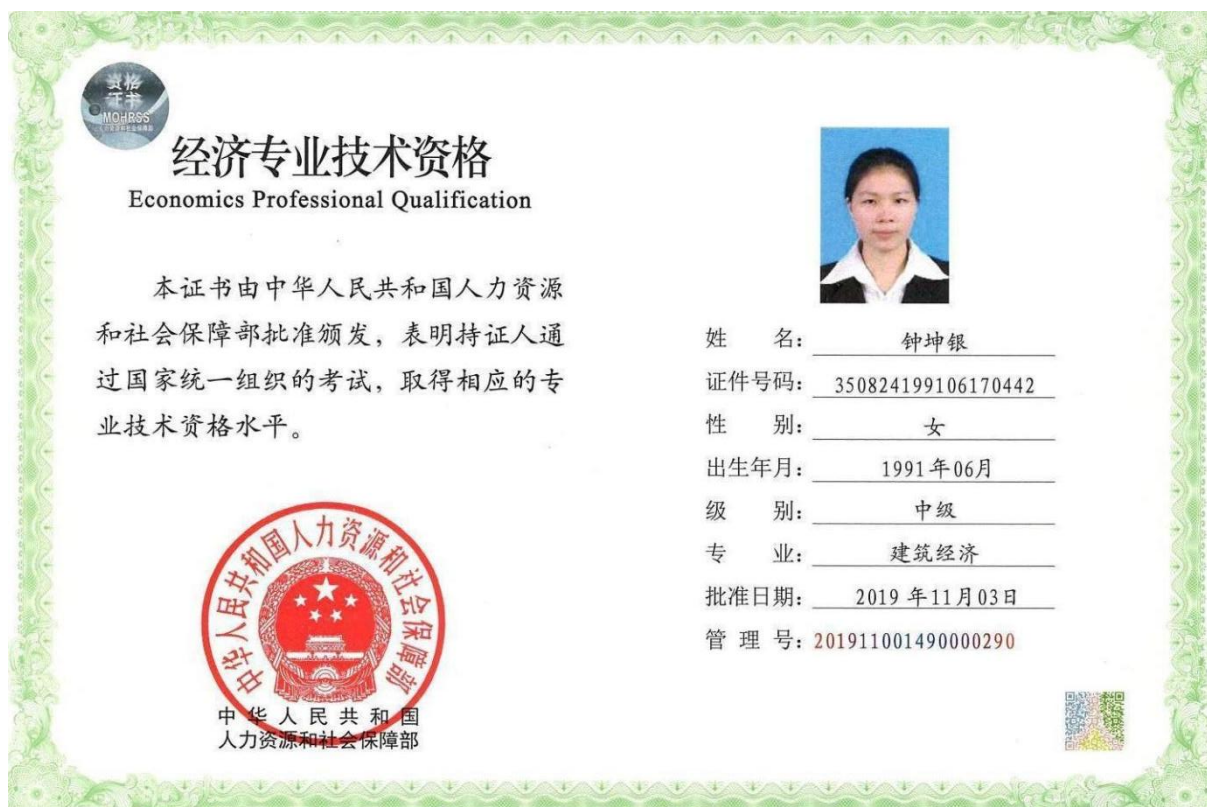 资格
证书
MOHRSS
经济专业技术资格
Economics Professional Qualification
本证书由中华人民共和国人力资源
和社会保障部批准颁发，表明持证人通
过国家统一组织的考试，取得相应的专
业技术资格水平。
中华人民共和国人力资源和社会保障部
中华人民共和国
人力资源和社会保障部
姓 名： 钟坤银
证件号码： 350824199106170442
性 别： 女
出生年月： 1991年06月
级 别： 中级
专 业： 建筑经济
批准日期： 2019年11月03日
管 理 号：201911001490000290